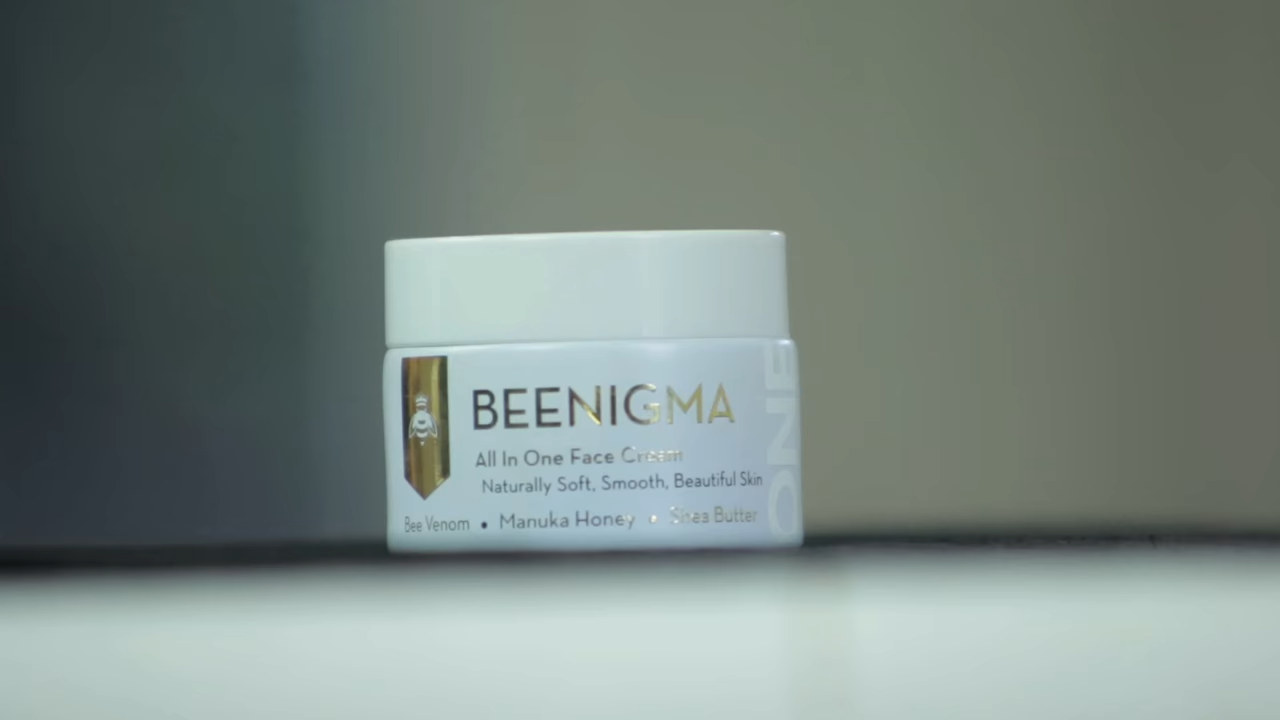 BEENIGMA
All In One Face Cream
Naturally Soft, Smooth, Beautiful Skin
Bee Venom • Manuka Honey • Shea Butter
ONE